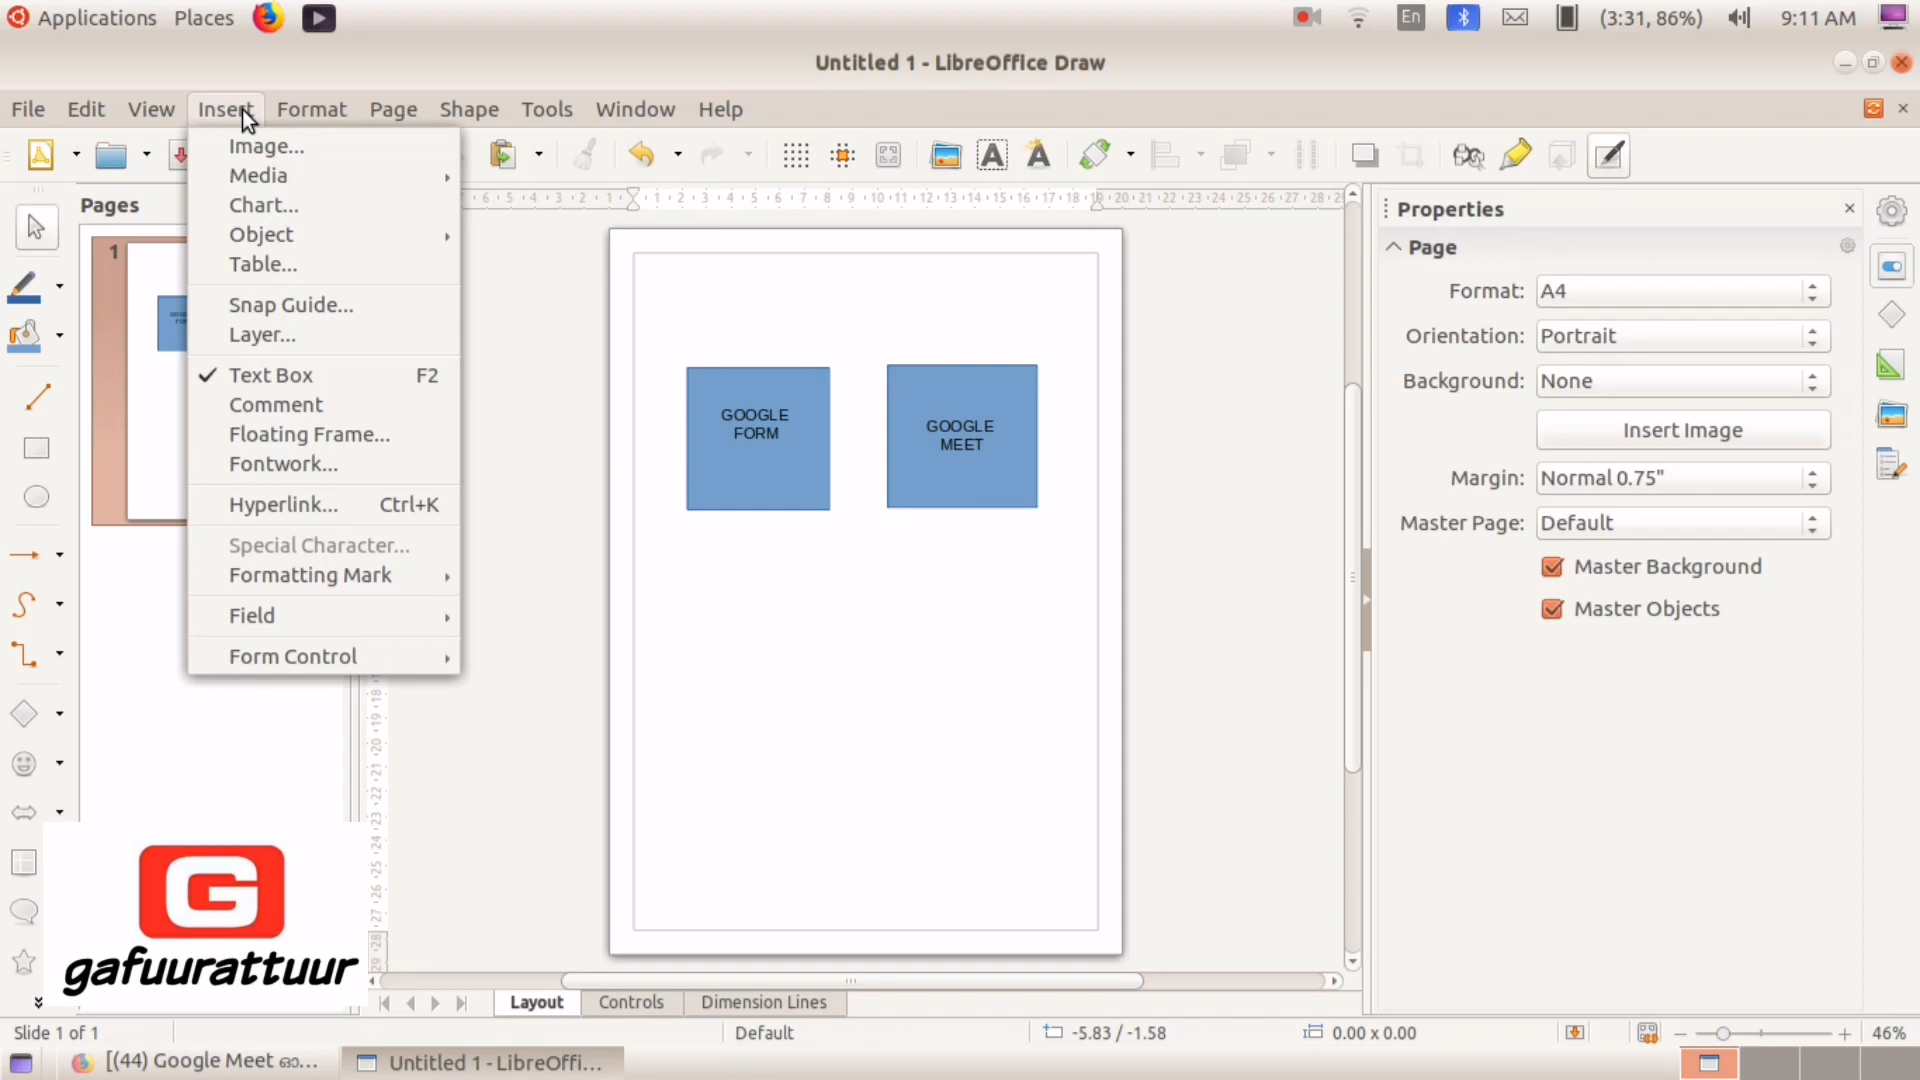 Applications Places
En
(3:31, 86%)
9:11 AM
Untitled 1 - LibreOffice Draw
File Edit View Insert Format Page Shape Tools Window Help
Image...
Media
Chart...
Object
Table...
Snap Guide...
Layer...
Text Box F2
Comment
Floating Frame...
Fontwork...
Hyperlink... Ctrl+K
Special Character...
Formatting Mark
Field
Form Control
Pages
1
GOOGLE
FORM
GOOGLE
MEET
Properties
Page
Format: A4
Orientation: Portrait
Background: None
Insert Image
Margin: Normal 0.75"
Master Page: Default
Master Background
Master Objects
G
gafuurattuur
Layout Controls Dimension Lines
Slide 1 of 1
Default
-5.83 / -1.58
0.00 x 0.00
46%
[(44) Google Meet ഓ...
Untitled 1 - LibreOffi...